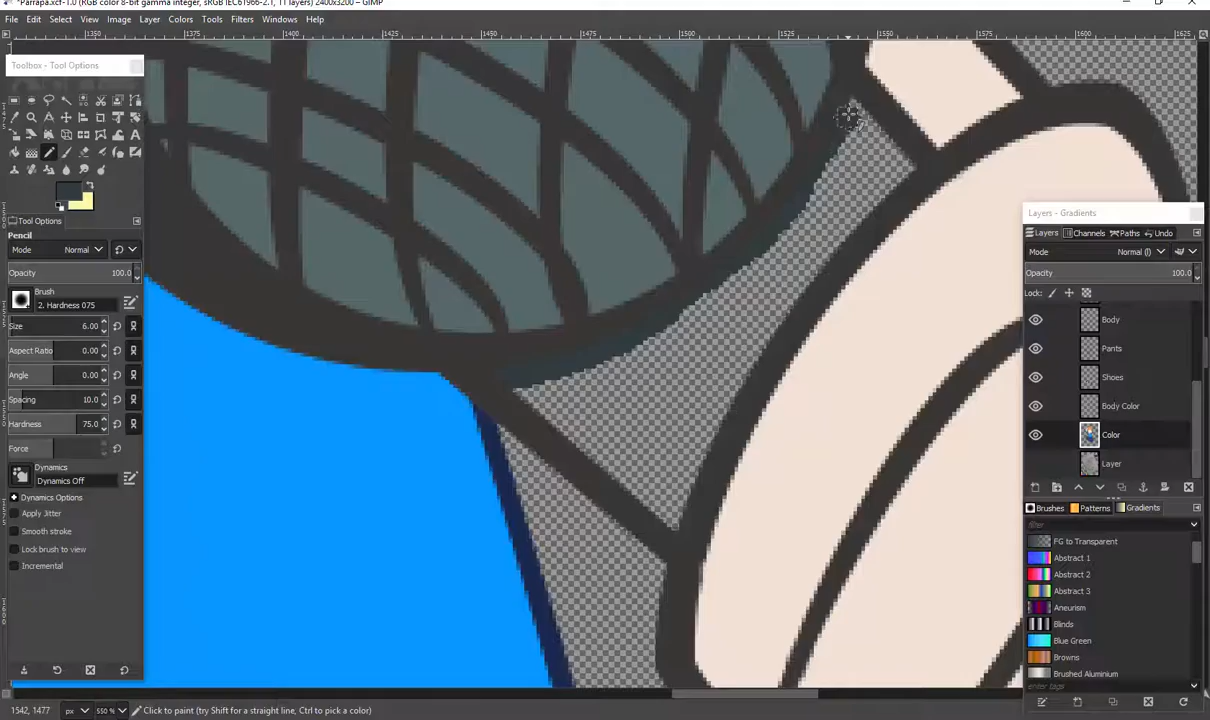 *Parrapa.xcf-1.0 (RGB color 8-bit gamma integer, sRGB IEC61966-2.1, 11 layers) 2400x3200 – GIMP
File Edit Select View Image Layer Colors Tools Filters Windows Help
1350 1375 1400 1425 1450 1475 1500 1525 1550 1575 1600 1625
Toolbox - Tool Options
Tool Options
Pencil
Mode Normal
Opacity 100.0
Brush
2. Hardness 075
Size 6.00
Aspect Ratio 0.00
Angle 0.00
Spacing 10.0
Hardness 75.0
Force
Dynamics
Dynamics Off
Dynamics Options
Apply Jitter
Smooth stroke
Lock brush to view
Incremental
Layers - Gradients
Layers Channels Paths Undo
Mode Normal (l)
Opacity 100.0
Lock:
Body
Pants
Shoes
Body Color
Color
Layer
Brushes Patterns Gradients
filter
FG to Transparent
Abstract 1
Abstract 2
Abstract 3
Aneurism
Blinds
Blue Green
Browns
Brushed Aluminium
enter tags
1542, 1477 px 550 % Click to paint (try Shift for a straight line, Ctrl to pick a color)